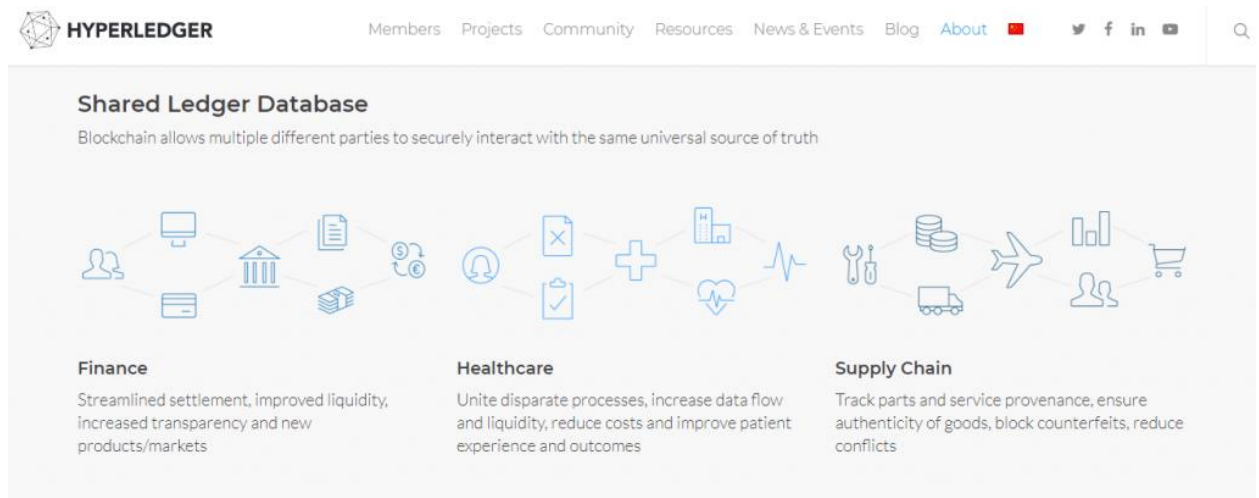 HYPERLEDGER
Members Projects Community Resources News & Events Blog About
Shared Ledger Database
Blockchain allows multiple different parties to securely interact with the same universal source of truth
H
$
€
Finance
Streamlined settlement, improved liquidity,
increased transparency and new
products/markets
Healthcare
Unite disparate processes, increase data flow
and liquidity, reduce costs and improve patient
experience and outcomes
Supply Chain
Track parts and service provenance, ensure
authenticity of goods, block counterfeits, reduce
conflicts